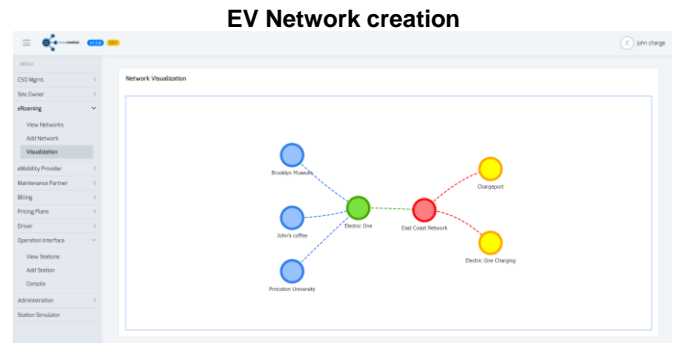 EV Network creation
DEV
john charge
MENU
CSO Mgmt.
Site Owner
eRoaming
View Networks
Add Network
Visualization
eMobility Provider
Maintenance Partner
Billing
Pricing Plans
Driver
Operation Interface
View Stations
Add Station
Console
Administration
Station Simulator
Network Visualization
Brooklyn Museum
Chargeport
John's coffee
Electric One
East Coast Network
Electric One Charging
Princeton University